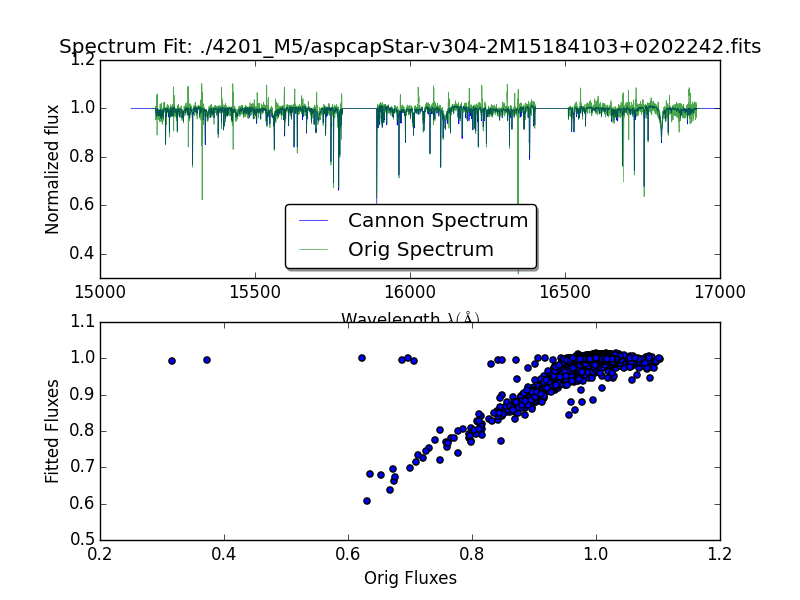 Spectrum Fit: ./4201_M5/aspcapStar-v304-2M15184103+0202242.fits
1.2
1.0
0.8
0.6
0.4
Normalized flux
Cannon Spectrum
Orig Spectrum
15000 15500 16000 16500 17000
Wavelength λ(Å)
1.1
1.0
0.9
0.8
0.7
0.6
0.5
Fitted Fluxes
0.2 0.4 0.6 0.8 1.0 1.2
Orig Fluxes